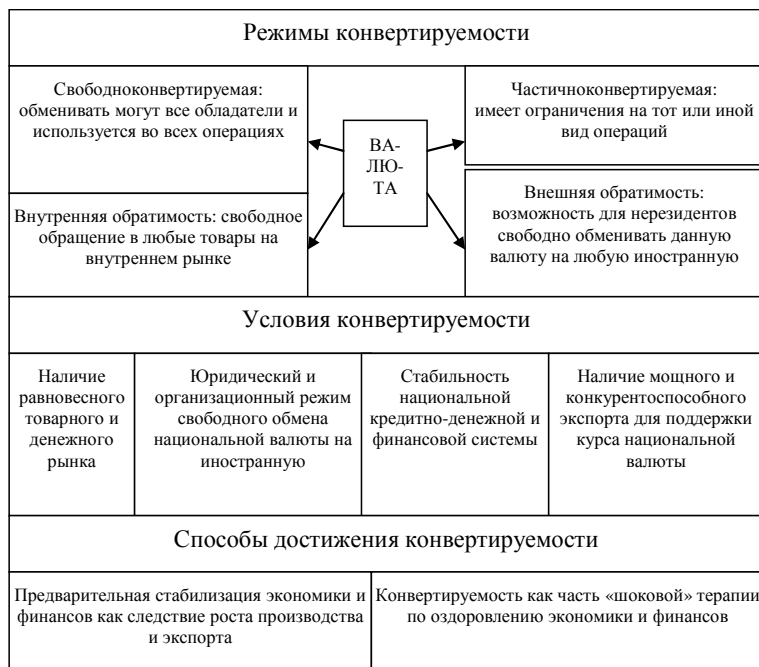 Режимы конвертируемости
Свободноконвертируемая:
обменивать могут все обладатели и
используется во всех операциях
Частичноконвертируемая:
имеет ограничения на тот или иной
вид операций
ВА-
ЛЮ-
ТА
Внутренняя обратимость: свободное
обращение в любые товары на
внутреннем рынке
Внешняя обратимость:
возможность для нерезидентов
свободно обменивать данную
валюту на любую иностранную
Условия конвертируемости
Наличие
равновесного
товарного и
денежного
рынка
Юридический и
организационный режим
свободного обмена
национальной валюты на
иностранную
Стабильность
национальной
кредитно-денежной и
финансовой системы
Наличие мощного и
конкурентоспособного
экспорта для поддержки
курса национальной
валюты
Способы достижения конвертируемости
Предварительная стабилизация экономики и
финансов как следствие роста производства
и экспорта
Конвертируемость как часть «шоковой» терапии
по оздоровлению экономики и финансов